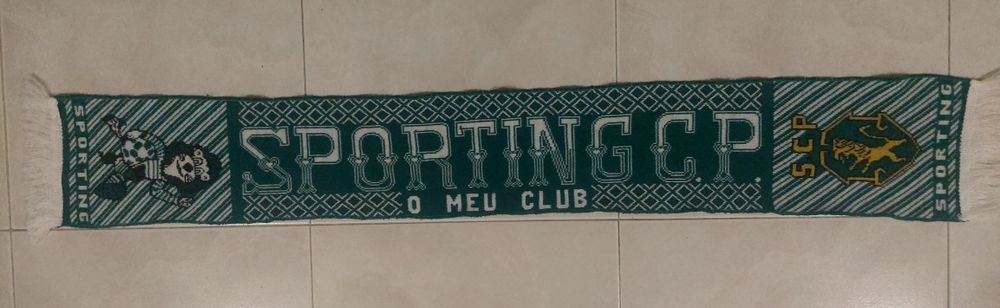 SPORTING
SPORTING C.P.
O MEU CLUB
SCP
SPORTING